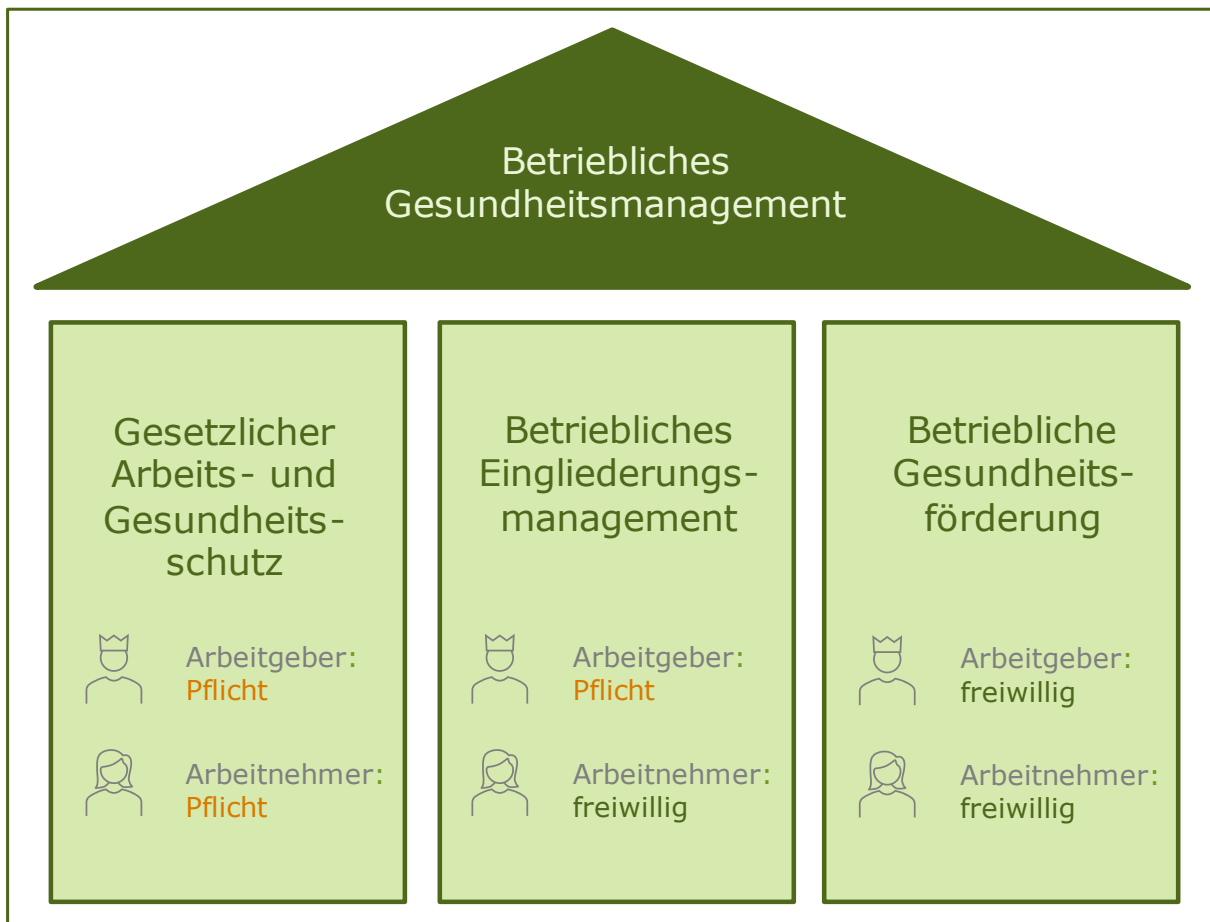 Betriebliches
Gesundheitsmanagement
Gesetzlicher
Arbeits- und
Gesundheits-
schutz
Arbeitgeber:
Pflicht
Arbeitnehmer:
Pflicht
Betriebliches
Eingliederungs-
management
Arbeitgeber:
Pflicht
Arbeitnehmer:
freiwillig
Betriebliche
Gesundheits-
förderung
Arbeitgeber:
freiwillig
Arbeitnehmer:
freiwillig